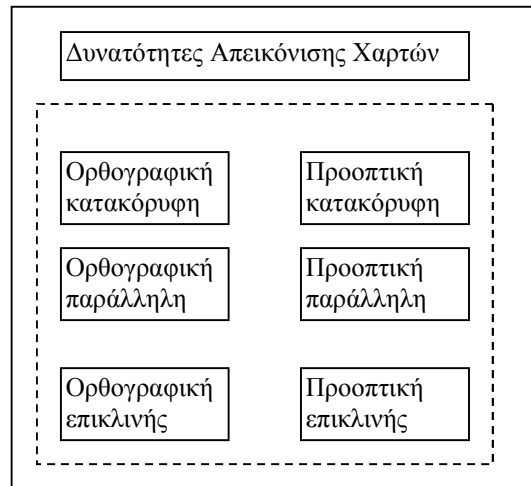 Δυνατότητες Απεικόνισης Χαρτών
Ορθογραφική
κατακόρυφη
Προοπτική
κατακόρυφη
Ορθογραφική
παράλληλη
Προοπτική
παράλληλη
Ορθογραφική
επικλινής
Προοπτική
επικλινής